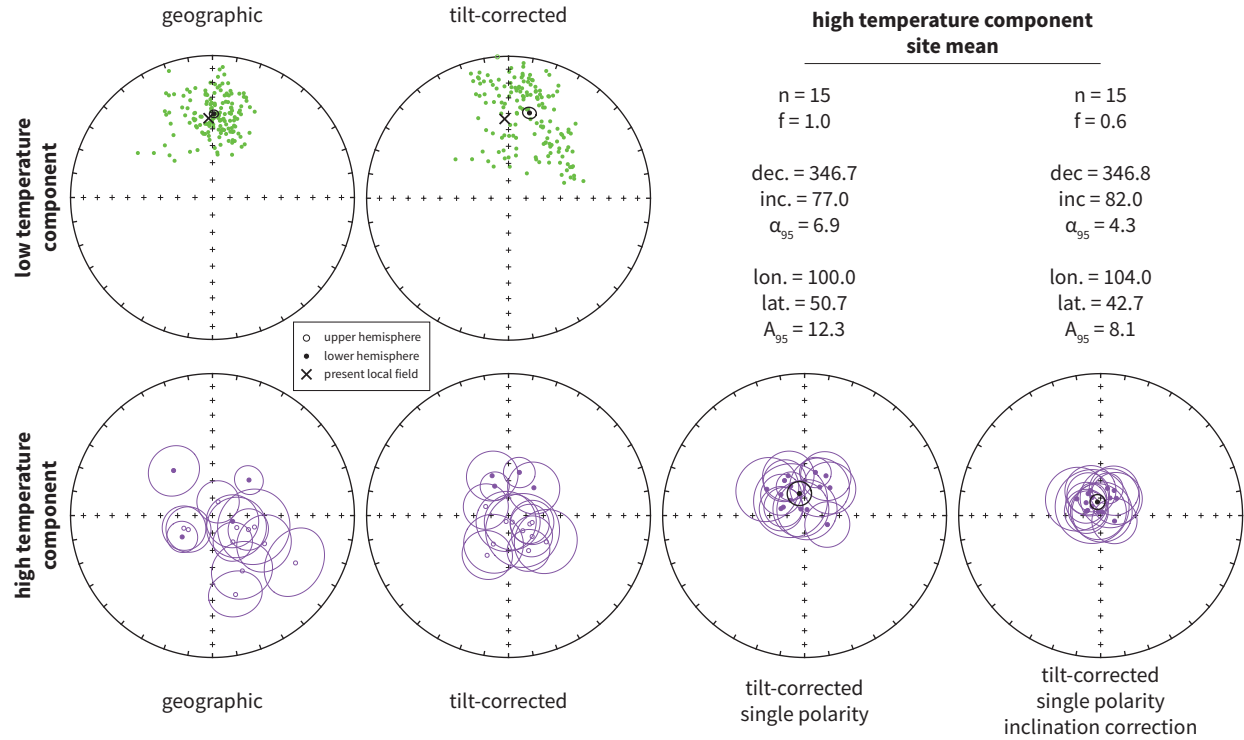 geographic
tilt-corrected
high temperature component
site mean
low temperature
component
n = 15
f = 1.0
dec. = 346.7
inc. = 77.0
α95 = 6.9
lon. = 100.0
lat. = 50.7
A95 = 12.3
n = 15
f = 0.6
dec. = 346.8
inc = 82.0
α95 = 4.3
lon. = 104.0
lat. = 42.7
A95 = 8.1
upper hemisphere
lower hemisphere
present local field
high temperature
component
geographic
tilt-corrected
tilt-corrected
single polarity
tilt-corrected
single polarity
inclination correction